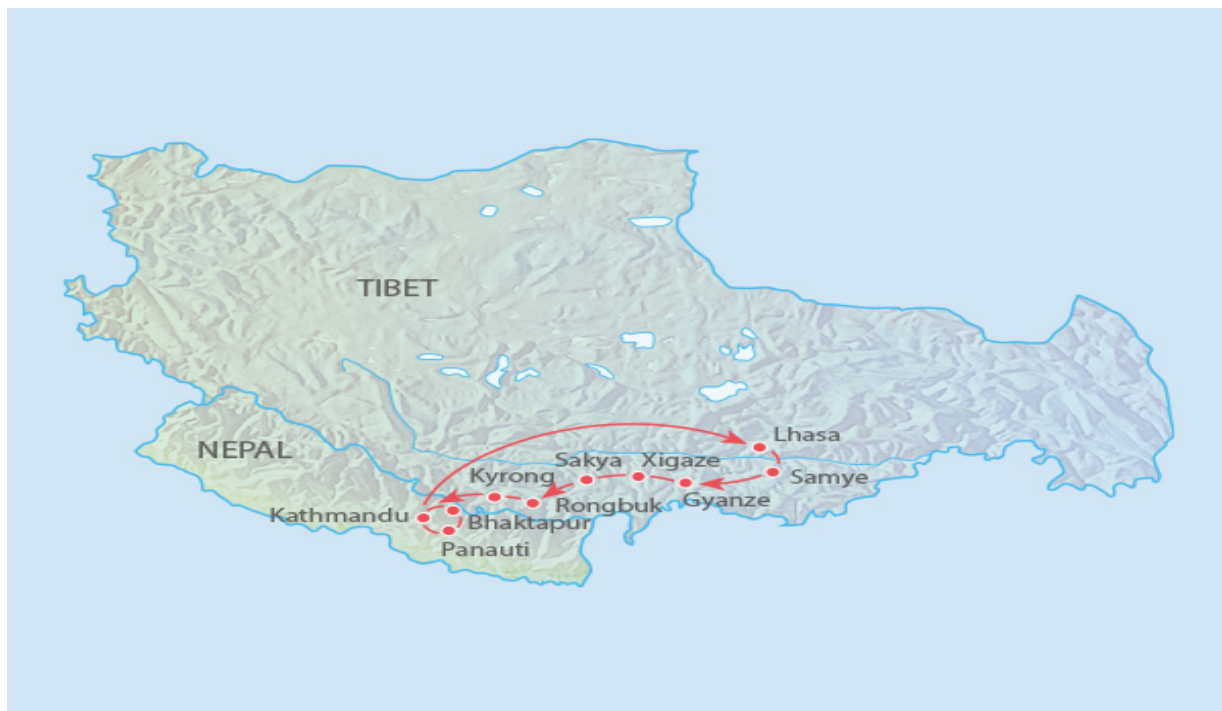 TIBET
NEPAL
Lhasa
Sakya
Xigaze
Kyrong
Samye
Gyanze
Rongbuk
Kathmandu
Bhaktapur
Panauti